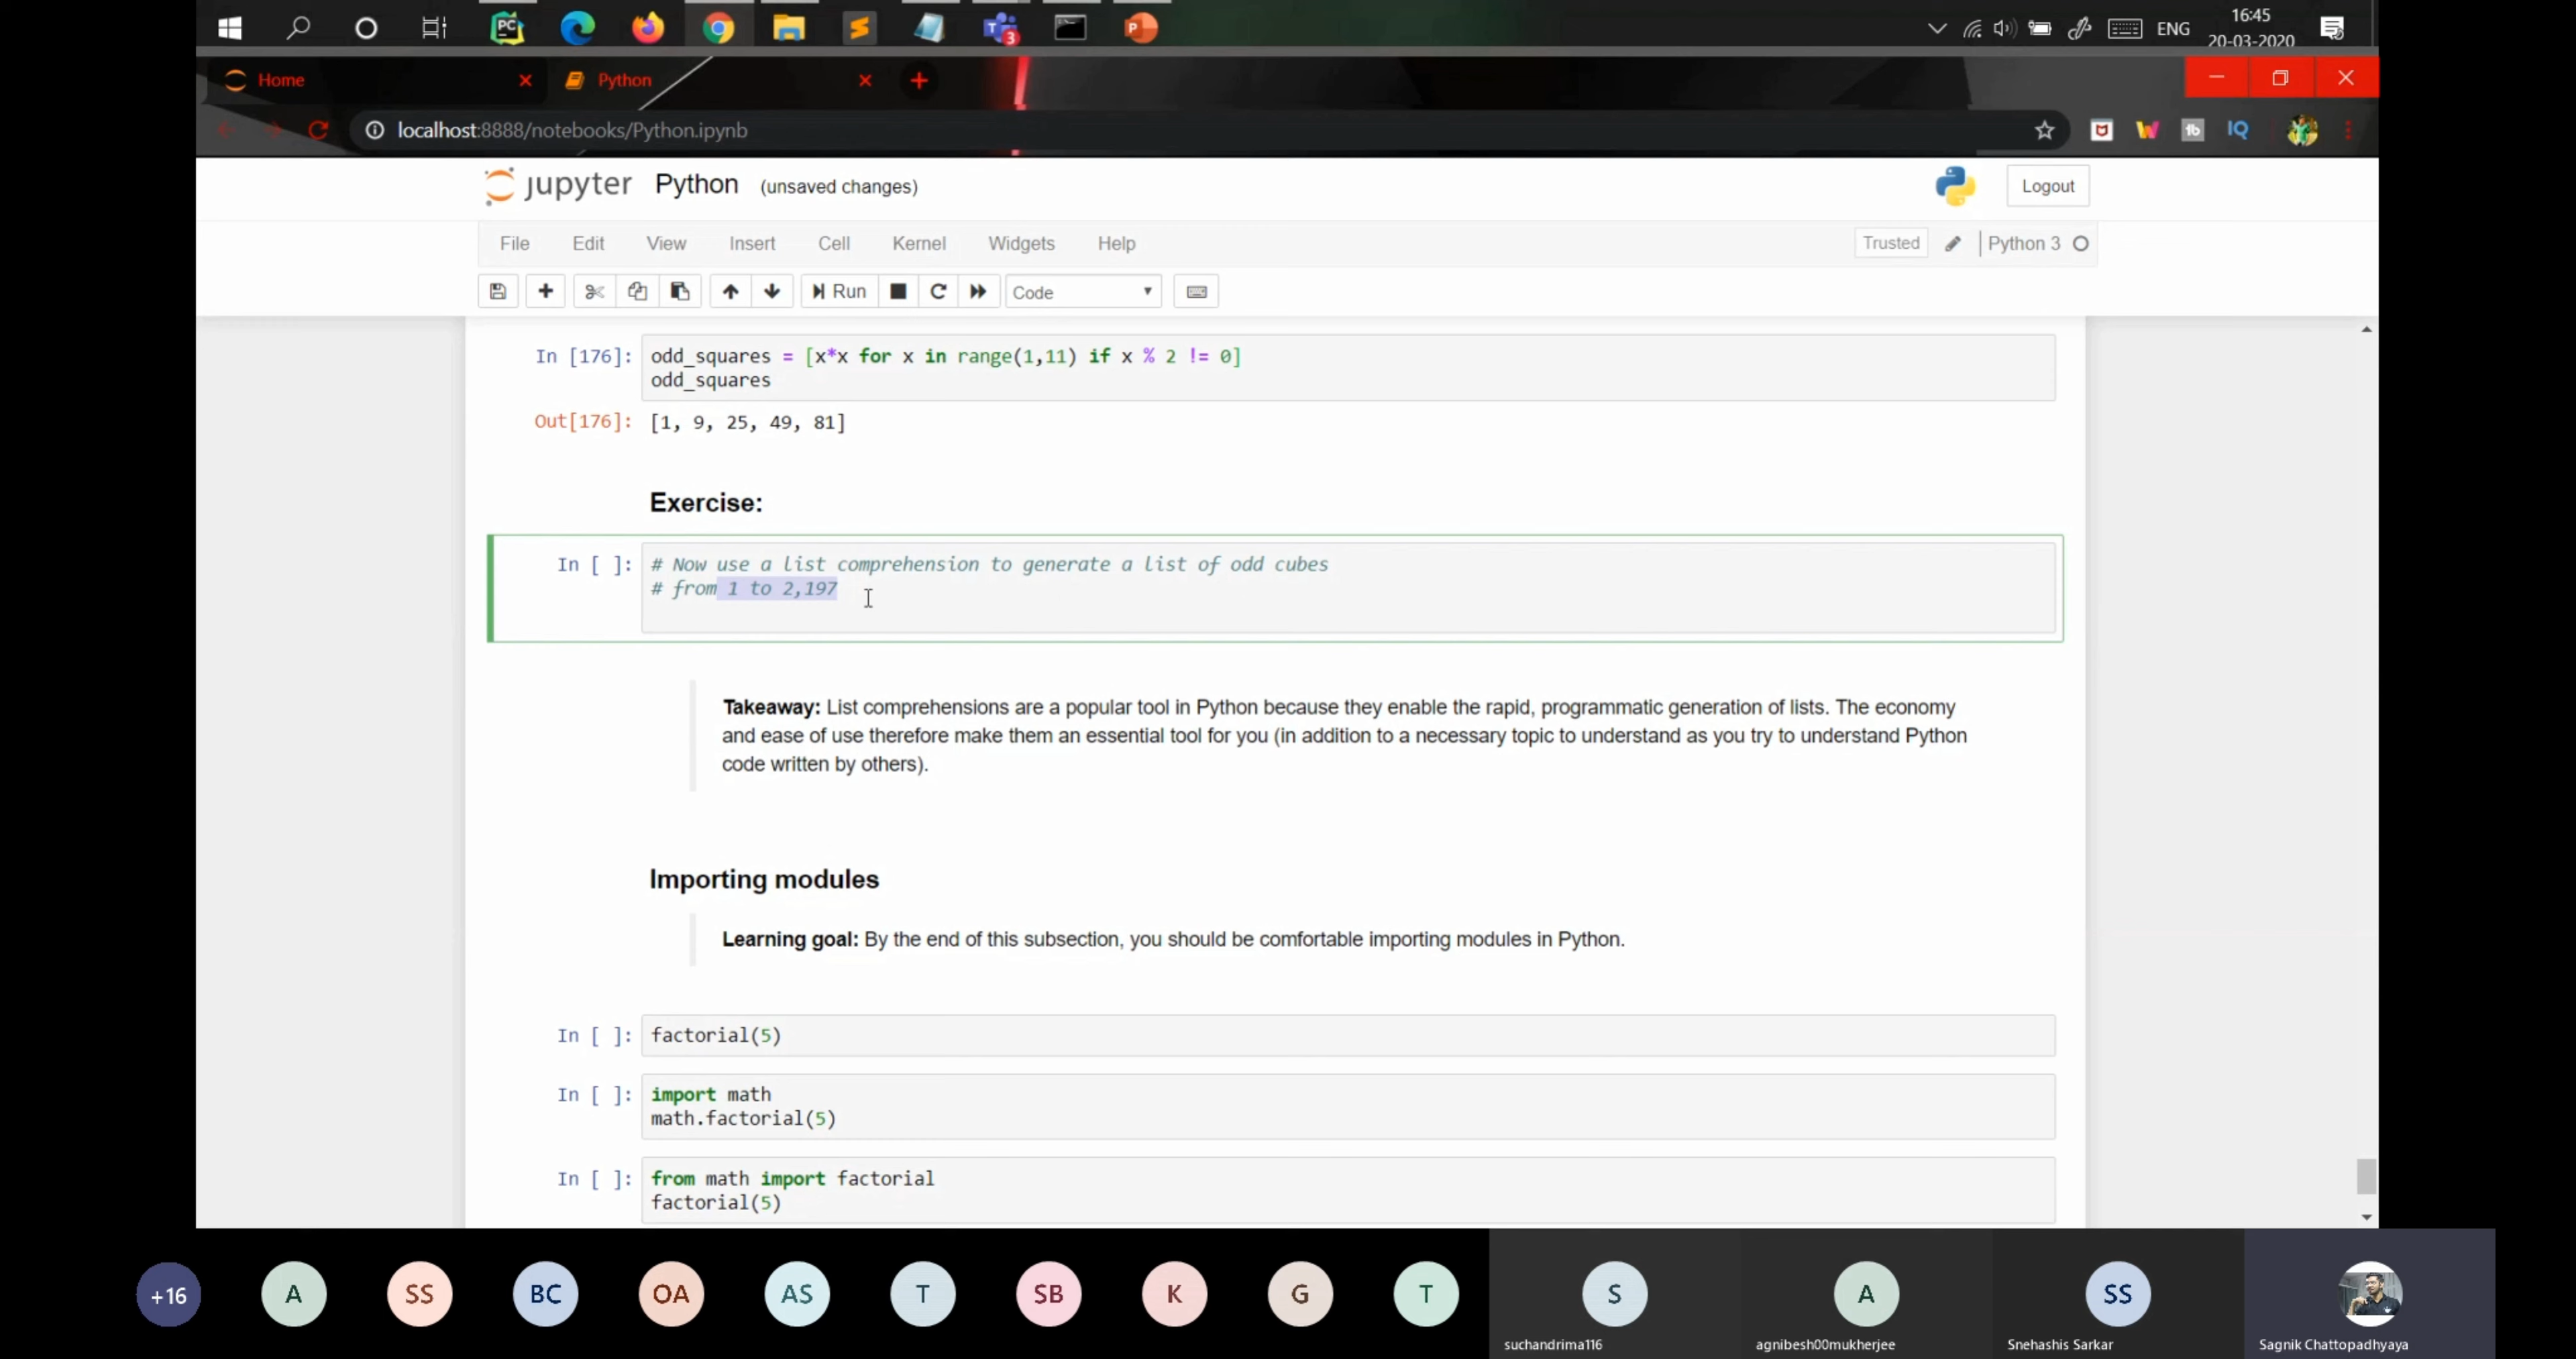 16:45
ENG
20-03-2020
Home
Python
localhost:8888/notebooks/Python.ipynb
IQ
jupyter Python (unsaved changes)
Logout
File Edit View Insert Cell Kernel Widgets Help
Trusted
Python 3
Run
Code
In [176]: odd_squares = [x*x for x in range(1,11) if x % 2 != 0]
odd_squares
Out[176]: [1, 9, 25, 49, 81]
Exercise:
In [ ]: # Now use a list comprehension to generate a list of odd cubes
# from 1 to 2,197
Takeaway: List comprehensions are a popular tool in Python because they enable the rapid, programmatic generation of lists. The economy
and ease of use therefore make them an essential tool for you (in addition to a necessary topic to understand as you try to understand Python
code written by others).
Importing modules
Learning goal: By the end of this subsection, you should be comfortable importing modules in Python.
In [ ]: factorial(5)
In [ ]: import math
math.factorial(5)
In [ ]: from math import factorial
factorial(5)
+16 A SS BC OA AS T SB K G T S A SS
suchandrima116 agnibesh00mukherjee Snehashis Sarkar Sagnik Chattopadhyaya